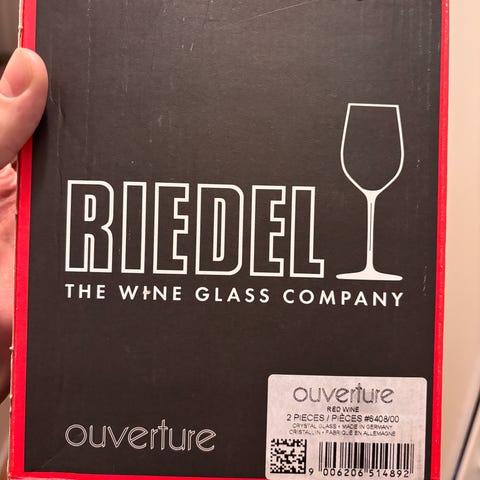 RIEDEL
THE WINE GLASS COMPANY
ouverture
ouverture
RED WINE
2 PIECES / PIÈCES #6408/00
CRYSTAL GLASS • MADE IN GERMANY
CRISTALLIN • FABRIQUÉ EN ALLEMAGNE
9 006206 514892